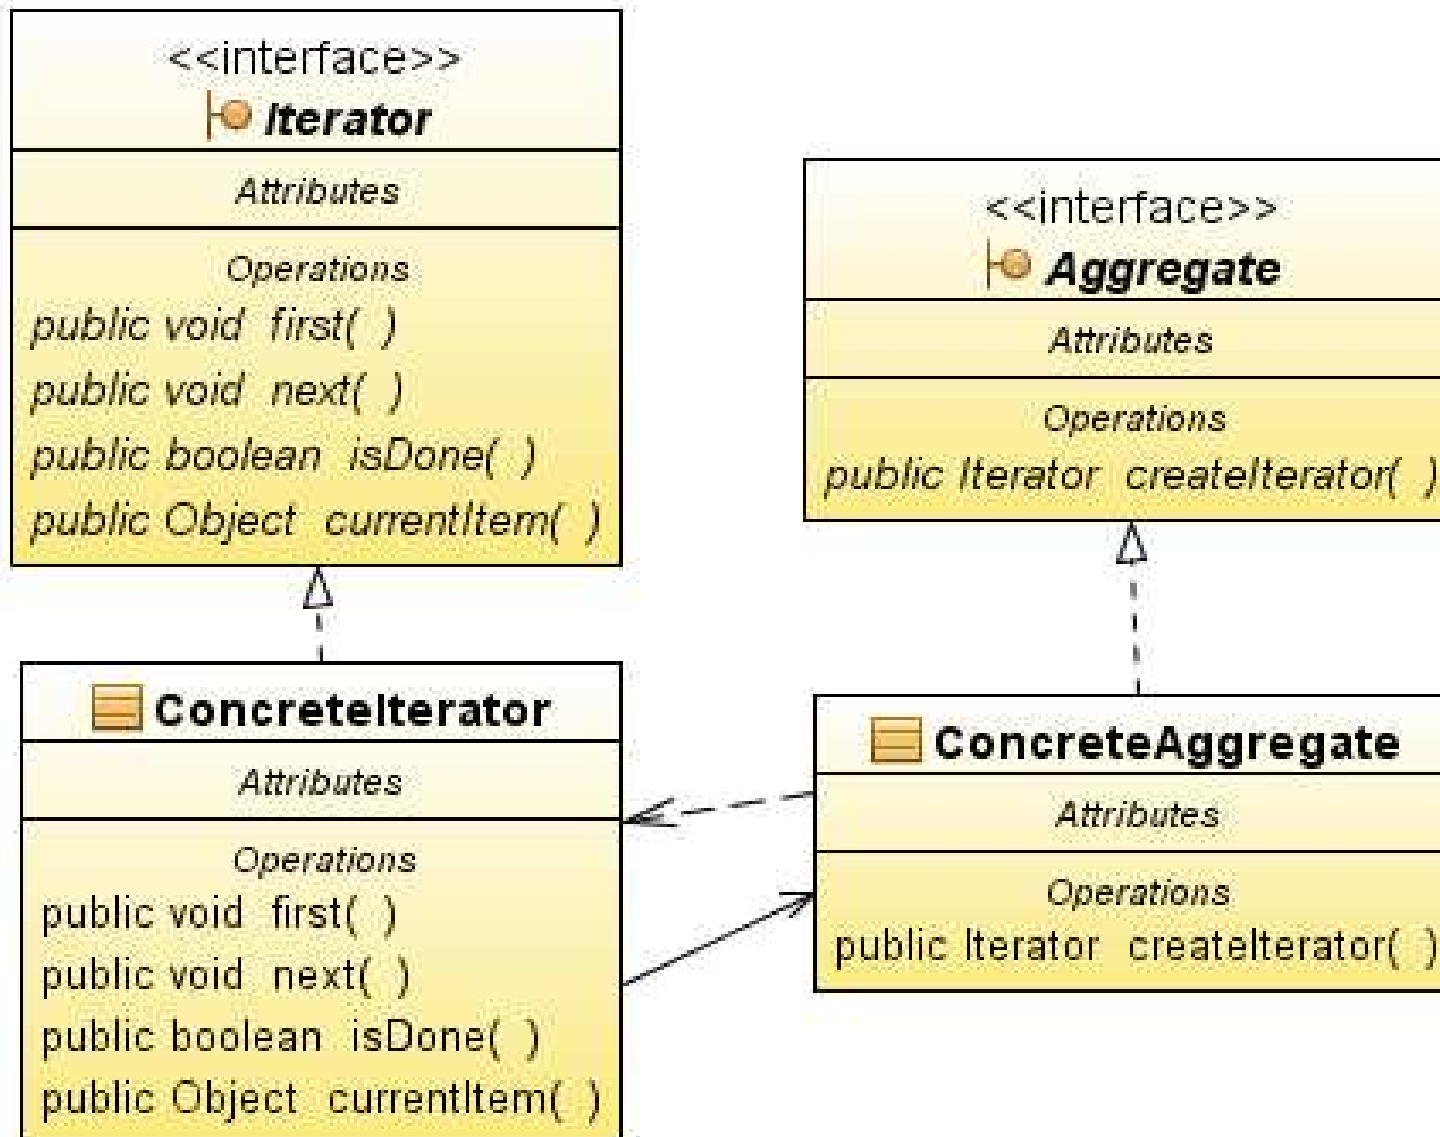 <<interface>>
Iterator
Attributes
Operations
public void first( )
public void next( )
public boolean isDone( )
public Object currentItem( )
<<interface>>
Aggregate
Attributes
Operations
public Iterator createIterator( )
ConcreteIterator
Attributes
Operations
public void first( )
public void next( )
public boolean isDone( )
public Object currentItem( )
ConcreteAggregate
Attributes
Operations
public Iterator createIterator( )